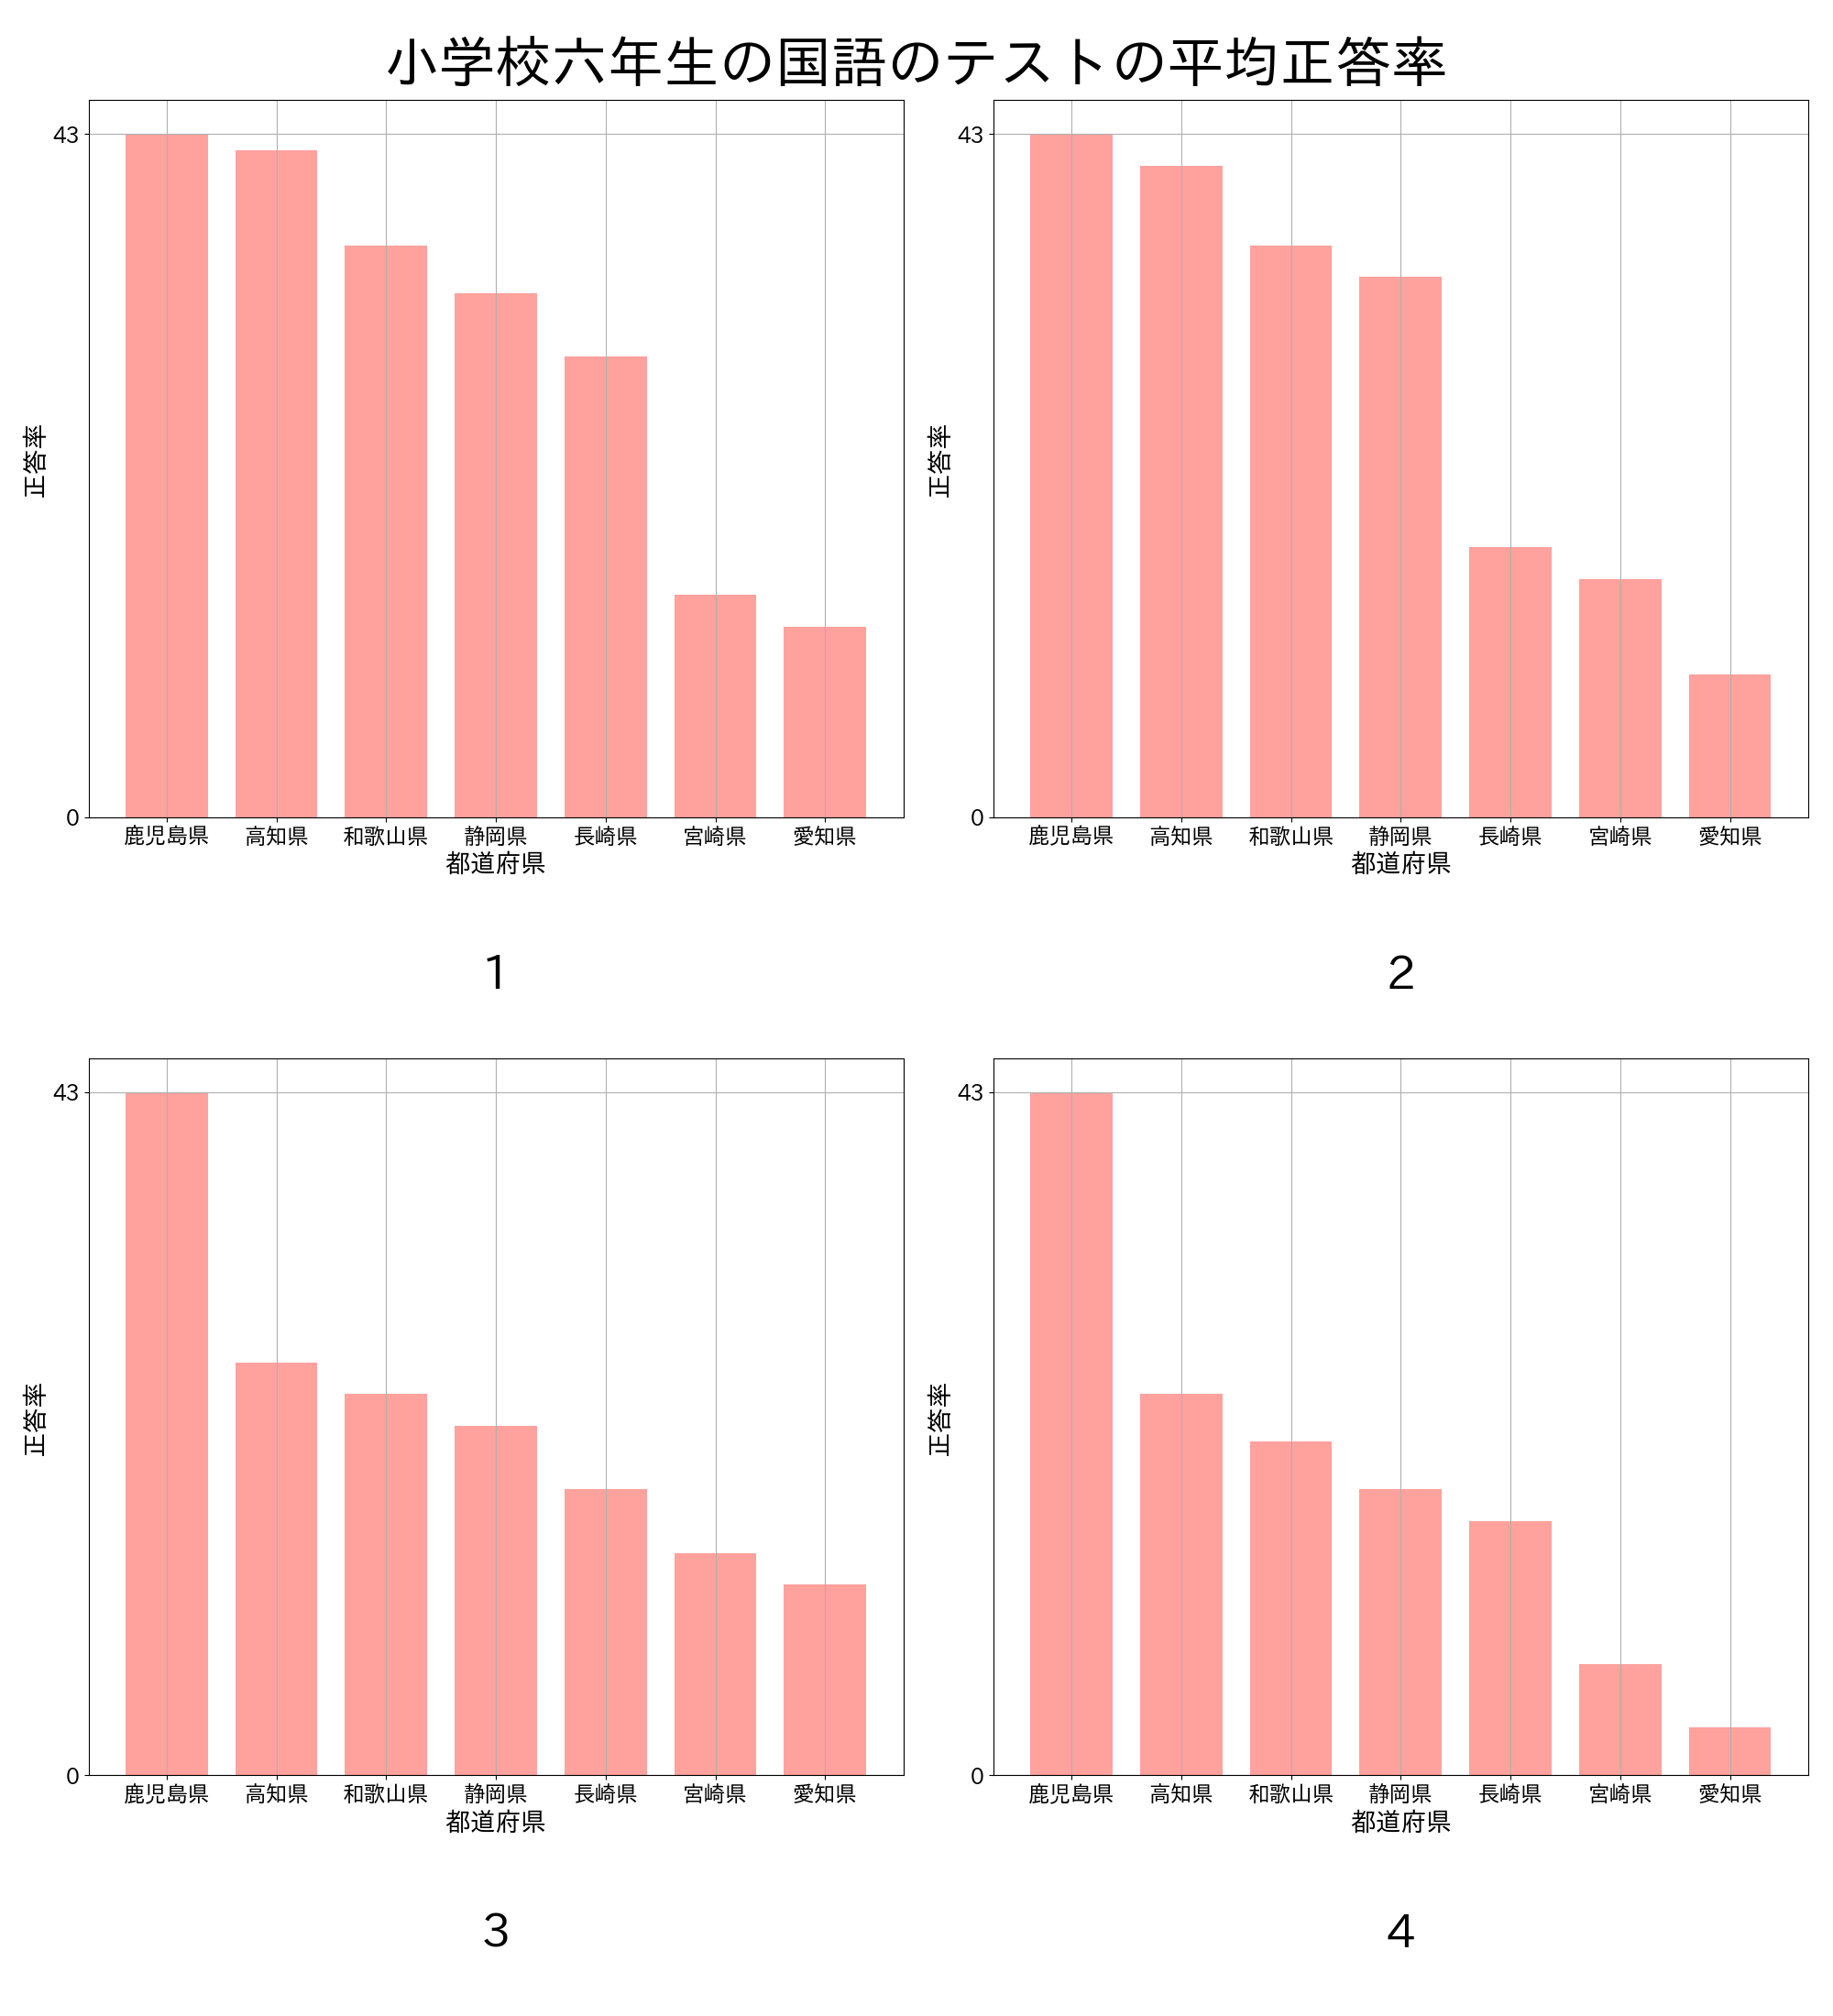 小学校六年生の国語のテストの平均正答率
43
正答率
0
鹿児島県 高知県 和歌山県 静岡県 長崎県 宮崎県 愛知県
都道府県
1
43
正答率
0
鹿児島県 高知県 和歌山県 静岡県 長崎県 宮崎県 愛知県
都道府県
2
43
正答率
0
鹿児島県 高知県 和歌山県 静岡県 長崎県 宮崎県 愛知県
都道府県
3
43
正答率
0
鹿児島県 高知県 和歌山県 静岡県 長崎県 宮崎県 愛知県
都道府県
4